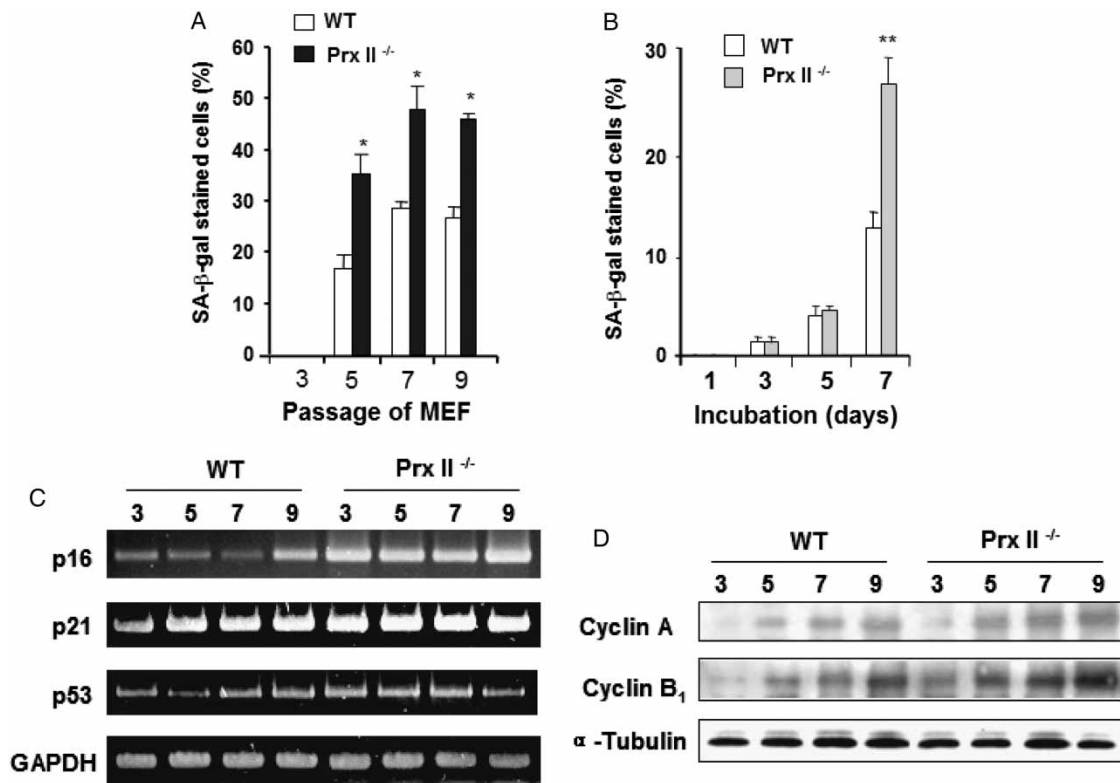 A
WT
Prx II -/-
SA-β-gal stained cells (%)
60
50
40
30
20
10
0
*
*
*
3 5 7 9
Passage of MEF
B
WT
Prx II -/-
SA-β-gal stained cells (%)
30
20
10
0
**
1 3 5 7
Incubation (days)
C
WT Prx II -/-
3 5 7 9 3 5 7 9
p16
p21
p53
GAPDH
D
WT Prx II -/-
3 5 7 9 3 5 7 9
Cyclin A
Cyclin B1
α-Tubulin